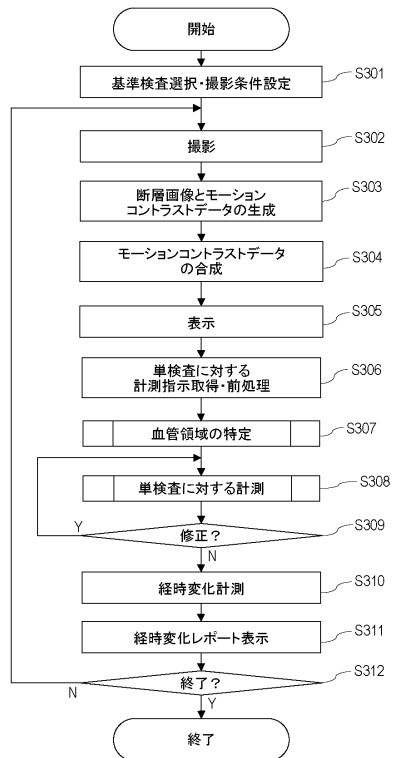 開始
基準検査選択・撮影条件設定
S301
撮影
S302
断層画像とモーション
コントラストデータの生成
S303
モーションコントラストデータ
の合成
S304
表示
S305
単検査に対する
計測指示取得・前処理
S306
血管領域の特定
S307
単検査に対する計測
S308
Y
修正？
S309
N
経時変化計測
S310
経時変化レポート表示
S311
終了？
S312
N
Y
終了